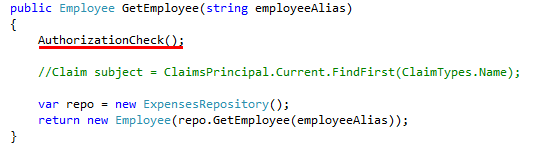 public Employee GetEmployee(string employeeAlias)
{
    AuthorizationCheck();
    //Claim subject = ClaimsPrincipal.Current.FindFirst(ClaimTypes.Name);
    var repo = new ExpensesRepository();
    return new Employee(repo.GetEmployee(employeeAlias));
}